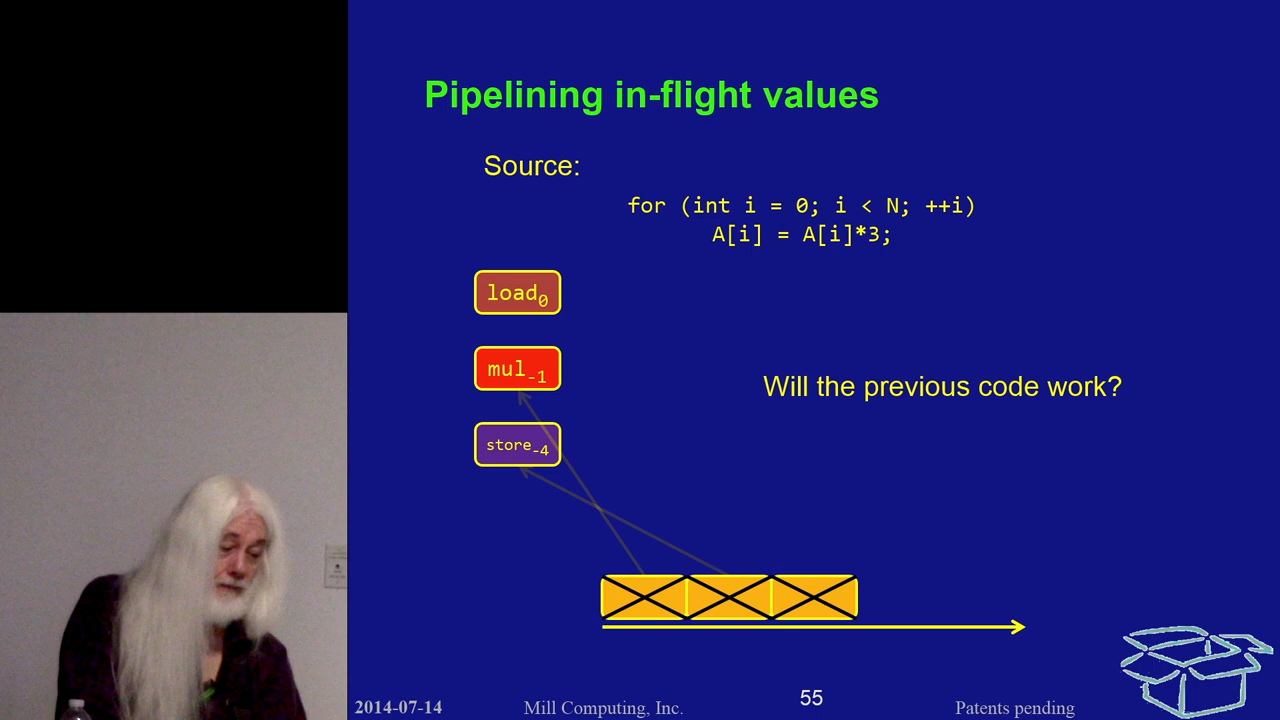 Pipelining in-flight values
Source:
for (int i = 0; i < N; ++i)
A[i] = A[i]*3;
load0
mul-1
Will the previous code work?
store-4
2014-07-14 Mill Computing, Inc. 55 Patents pending